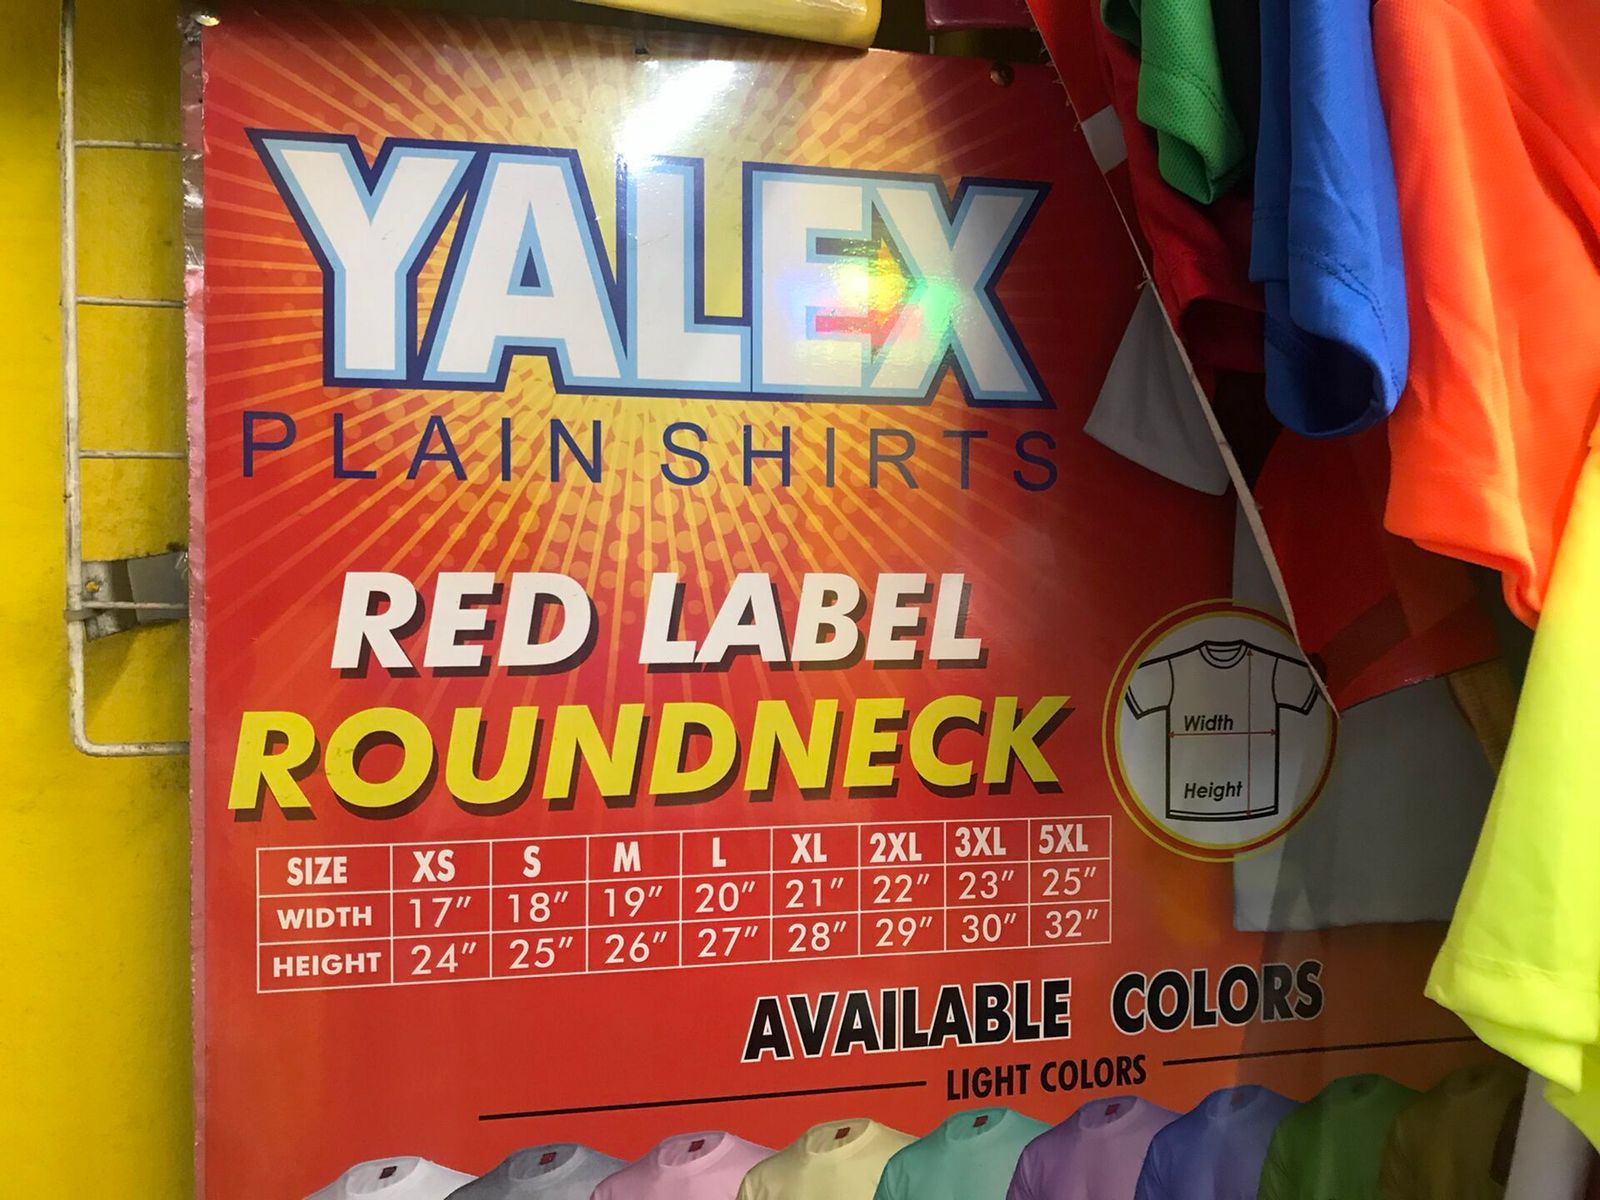 YALEX
PLAIN SHIRTS
RED LABEL
ROUNDNECK
Width
Height
SIZE XS S M L XL 2XL 3XL 5XL
WIDTH 17" 18" 19" 20" 21" 22" 23" 25"
HEIGHT 24" 25" 26" 27" 28" 29" 30" 32"
AVAILABLE COLORS
LIGHT COLORS